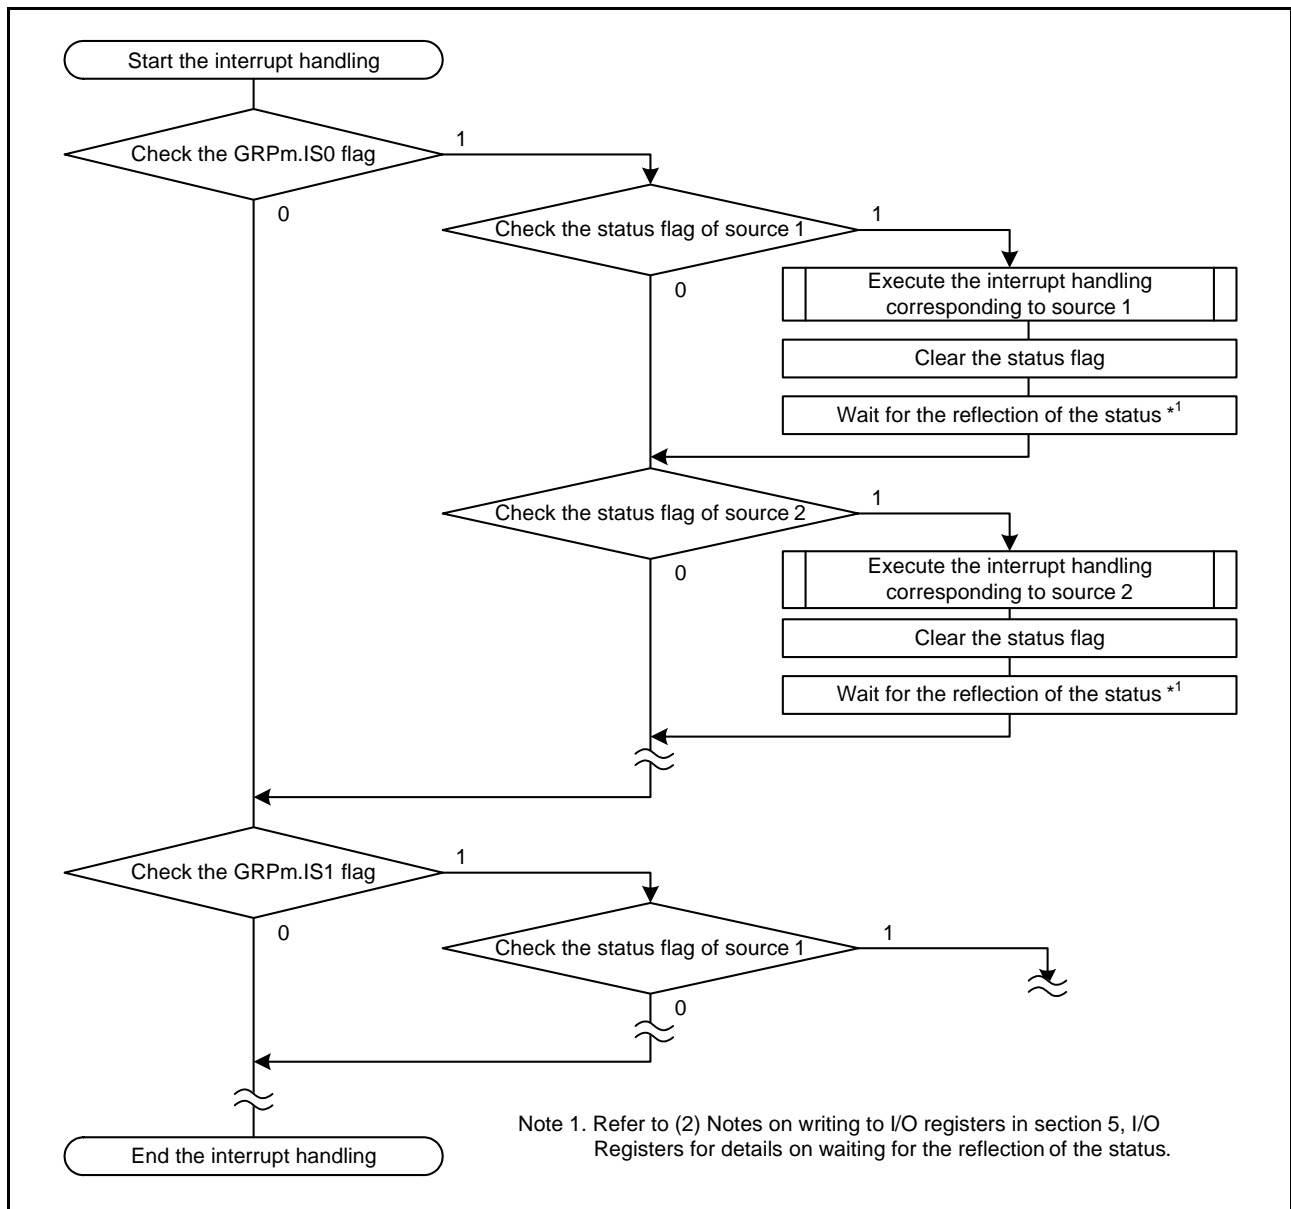 Start the interrupt handling
Check the GRPm.IS0 flag
1
0
Check the status flag of source 1
1
0
Execute the interrupt handling
corresponding to source 1
Clear the status flag
Wait for the reflection of the status *1
Check the status flag of source 2
1
0
Execute the interrupt handling
corresponding to source 2
Clear the status flag
Wait for the reflection of the status *1
Check the GRPm.IS1 flag
1
0
Check the status flag of source 1
1
0
Note 1. Refer to (2) Notes on writing to I/O registers in section 5, I/O
Registers for details on waiting for the reflection of the status.
End the interrupt handling